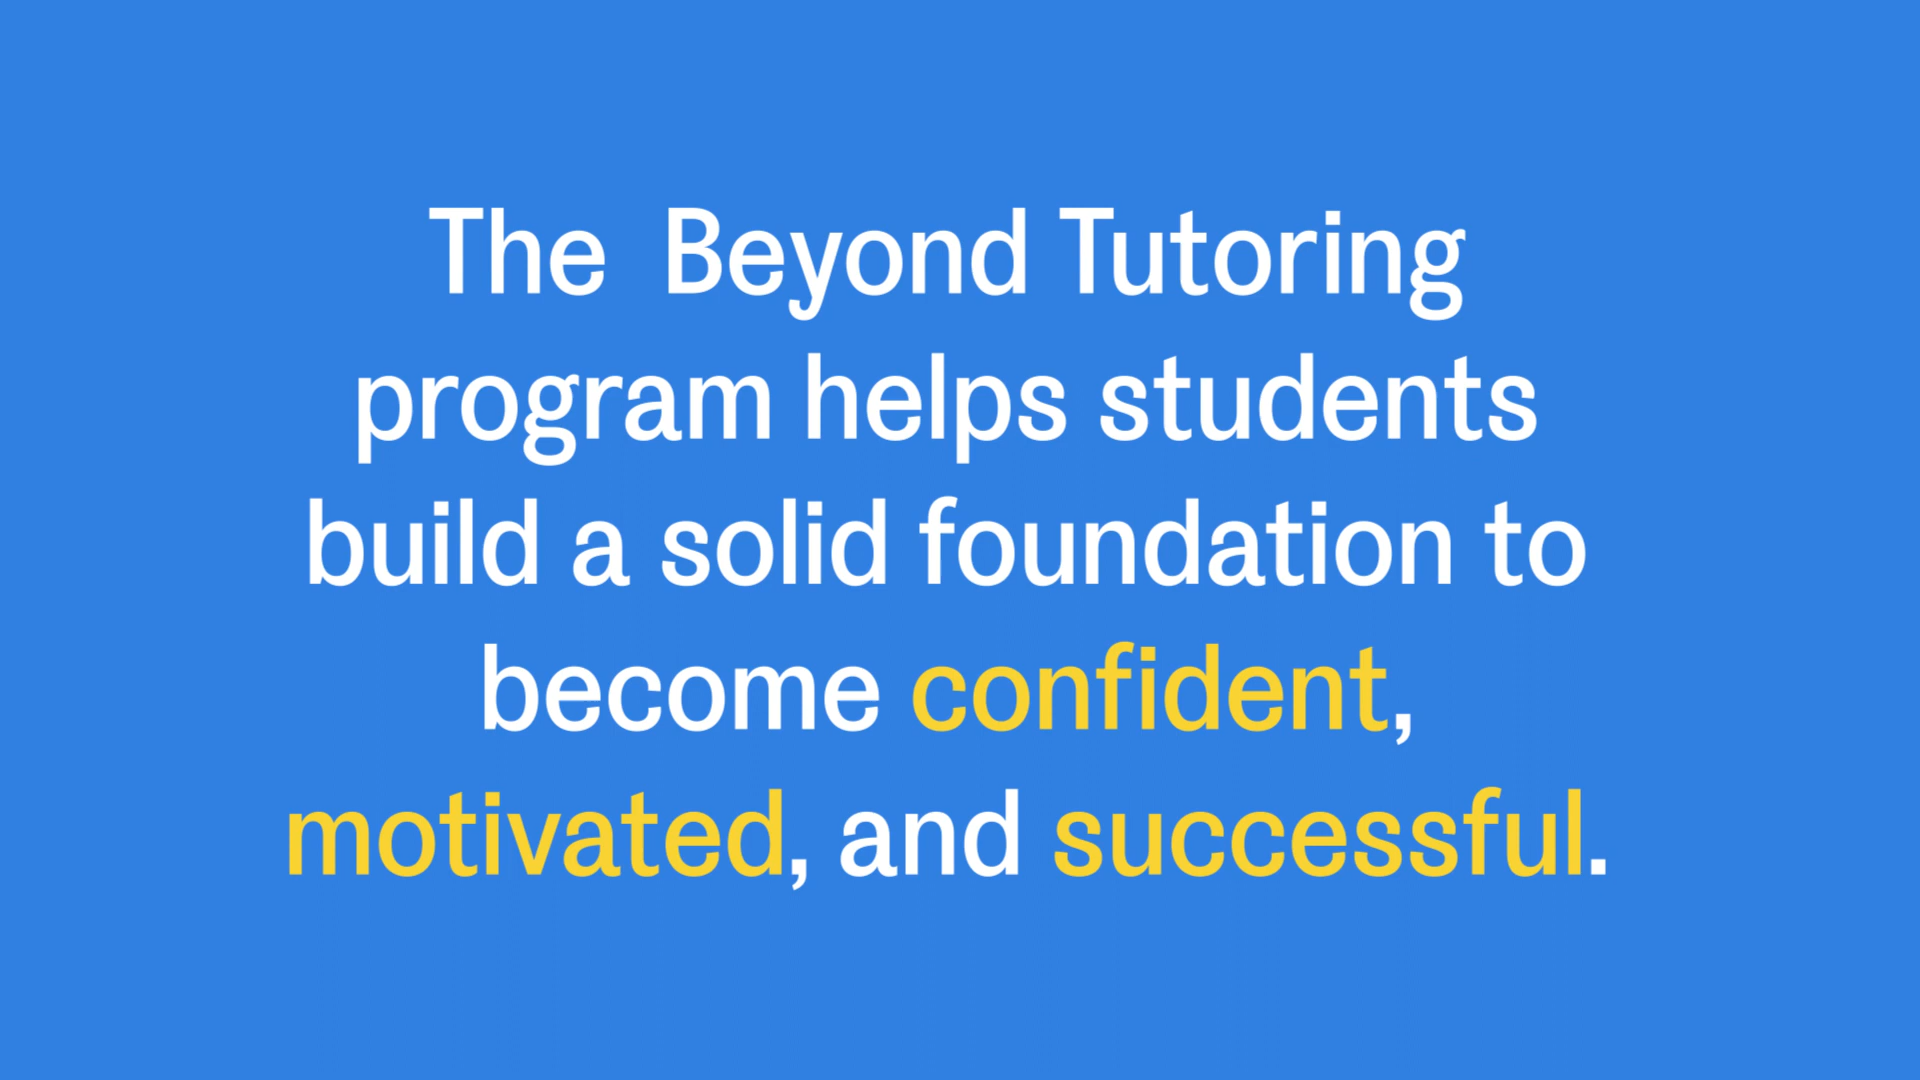 The  Beyond Tutoring
program helps students
build a solid foundation to
become confident,
motivated, and successful.